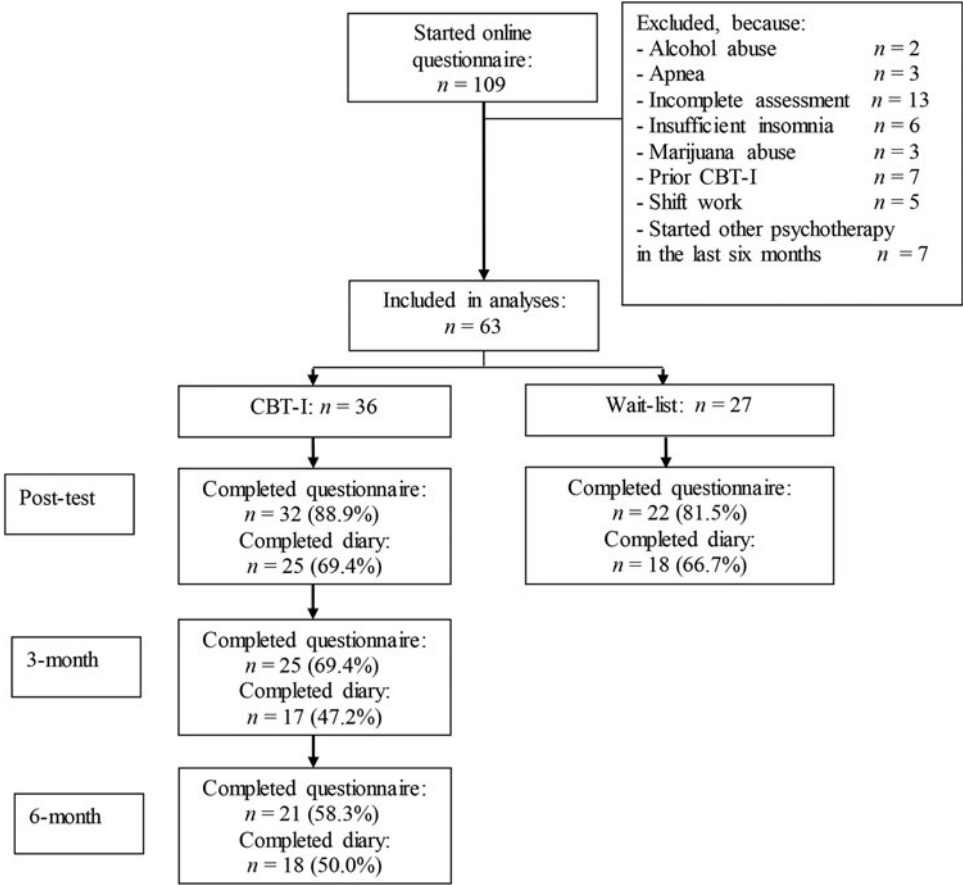 Started online
questionnaire:
n = 109
Excluded, because:
- Alcohol abuse n = 2
- Apnea n = 3
- Incomplete assessment n = 13
- Insufficient insomnia n = 6
- Marijuana abuse n = 3
- Prior CBT-I n = 7
- Shift work n = 5
- Started other psychotherapy
in the last six months n = 7
Included in analyses:
n = 63
CBT-I: n = 36
Wait-list: n = 27
Post-test
Completed questionnaire:
n = 32 (88.9%)
Completed diary:
n = 25 (69.4%)
Completed questionnaire:
n = 22 (81.5%)
Completed diary:
n = 18 (66.7%)
3-month
Completed questionnaire:
n = 25 (69.4%)
Completed diary:
n = 17 (47.2%)
6-month
Completed questionnaire:
n = 21 (58.3%)
Completed diary:
n = 18 (50.0%)